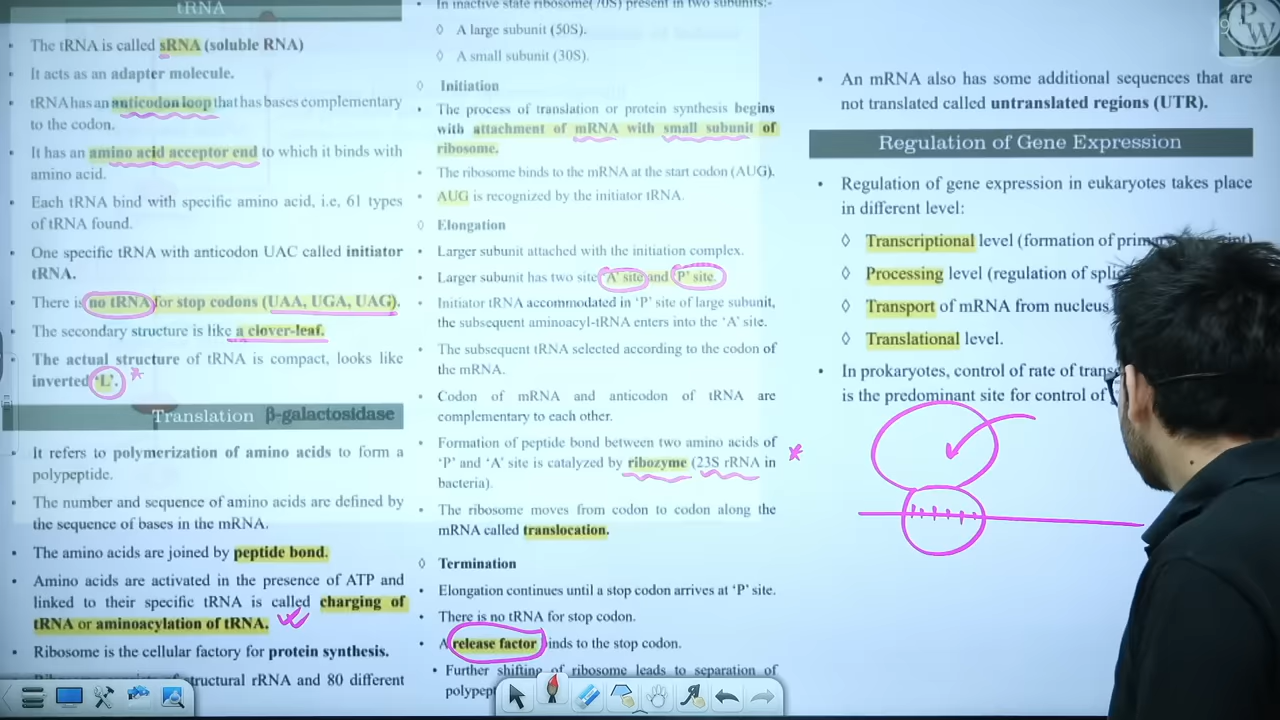 tRNA
The tRNA is called sRNA (soluble RNA)
It acts as an adapter molecule.
tRNA has an anticodon loop that has bases complementary
to the codon.
It has an amino acid acceptor end to which it binds with
amino acid.
Each tRNA bind with specific amino acid, i.e, 61 types
of tRNA found.
One specific tRNA with anticodon UAC called initiator
tRNA.
There is no tRNA for stop codons (UAA, UGA, UAG).
The secondary structure is like a clover-leaf.
The actual structure of tRNA is compact, looks like
inverted 'L'.
Translation β-galactosidase
It refers to polymerization of amino acids to form a
polypeptide.
The number and sequence of amino acids are defined by
the sequence of bases in the mRNA.
The amino acids are joined by peptide bond.
Amino acids are activated in the presence of ATP and
linked to their specific tRNA is called charging of
tRNA or aminoacylation of tRNA.
Ribosome is the cellular factory for protein synthesis.
structural rRNA and 80 different
In inactive state ribosome(70S) present in two subunits:-
A large subunit (50S).
A small subunit (30S).
Initiation
The process of translation or protein synthesis begins
with attachment of mRNA with small subunit of
ribosome.
The ribosome binds to the mRNA at the start codon (AUG).
AUG is recognized by the initiator tRNA.
Elongation
Larger subunit attached with the initiation complex.
Larger subunit has two site 'A' site and 'P' site.
Initiator tRNA accommodated in 'P' site of large subunit,
the subsequent aminoacyl-tRNA enters into the 'A' site.
The subsequent tRNA selected according to the codon of
the mRNA.
Codon of mRNA and anticodon of tRNA are
complementary to each other.
Formation of peptide bond between two amino acids of
'P' and 'A' site is catalyzed by ribozyme (23S rRNA in
bacteria).
The ribosome moves from codon to codon along the
mRNA called translocation.
Termination
Elongation continues until a stop codon arrives at 'P' site.
There is no tRNA for stop codon.
A release factor binds to the stop codon.
Further shifting of ribosome leads to separation of
An mRNA also has some additional sequences that are
not translated called untranslated regions (UTR).
Regulation of Gene Expression
Regulation of gene expression in eukaryotes takes place
in different level:
Transcriptional level (formation of
Processing level (regulation of
Transport of mRNA from nucleus
Translational level.
In prokaryotes, control of rate of
is the predominant site for control of
PW